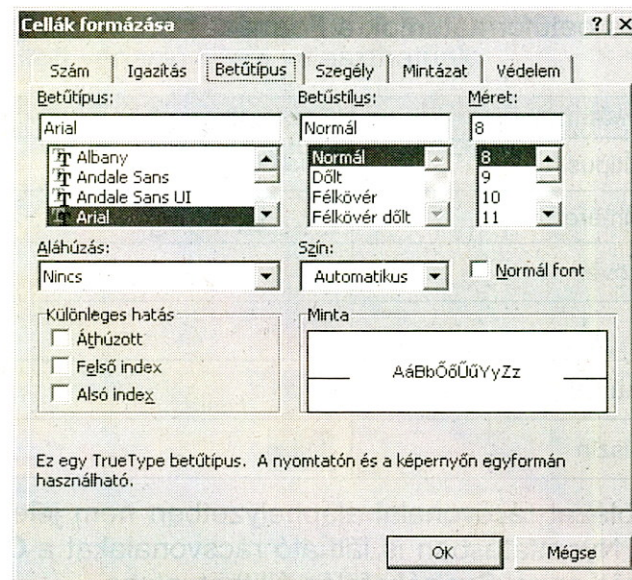 Cellák formázása
Szám Igazítás Betűtípus Szegély Mintázat Védelem
Betűtípus: Betűstílus: Méret:
Arial Normál 8
Albany Normál 8
Andale Sans Dőlt 9
Andale Sans UI Félkövér 10
Arial Félkövér dőlt 11
Aláhúzás: Szín:
Nincs Automatikus Normál font
Különleges hatás Minta
Áthúzott
Felső index AáBbŐőŰűYyZz
Alsó index
Ez egy TrueType betűtípus. A nyomtatón és a képernyőn egyformán
használható.
OK Mégse